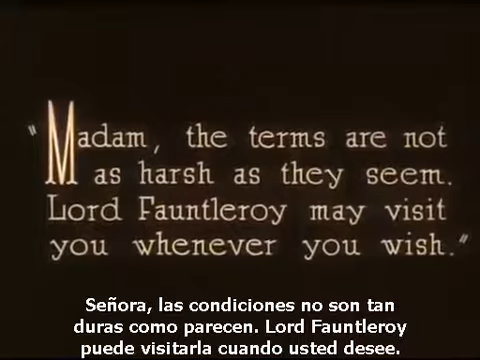 "Madam, the terms are not
as harsh as they seem.
Lord Fauntleroy may visit
you whenever you wish."
Señora, las condiciones no son tan
duras como parecen. Lord Fauntleroy
puede visitarla cuando usted desee.